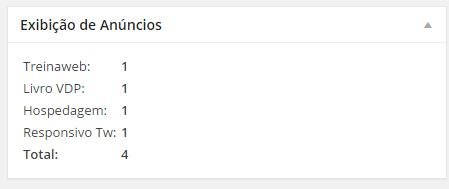 Exibição de Anúncios
Treinaweb: 1
Livro VDP: 1
Hospedagem: 1
Responsivo Tw: 1
Total: 4